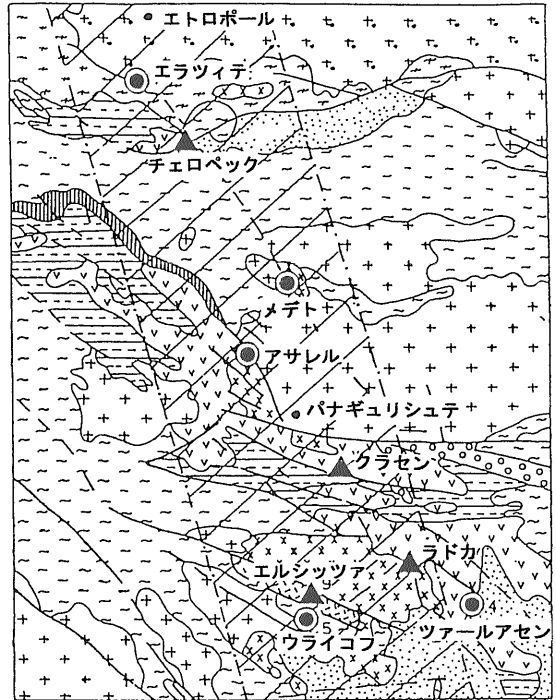 エトロポール
エラツィテ
チェロペック
メデト
アサレル
パナギュリシュテ
クラセン
ラドカ
エルシッツァ
4
5
ウライコフ
ツァールアセン